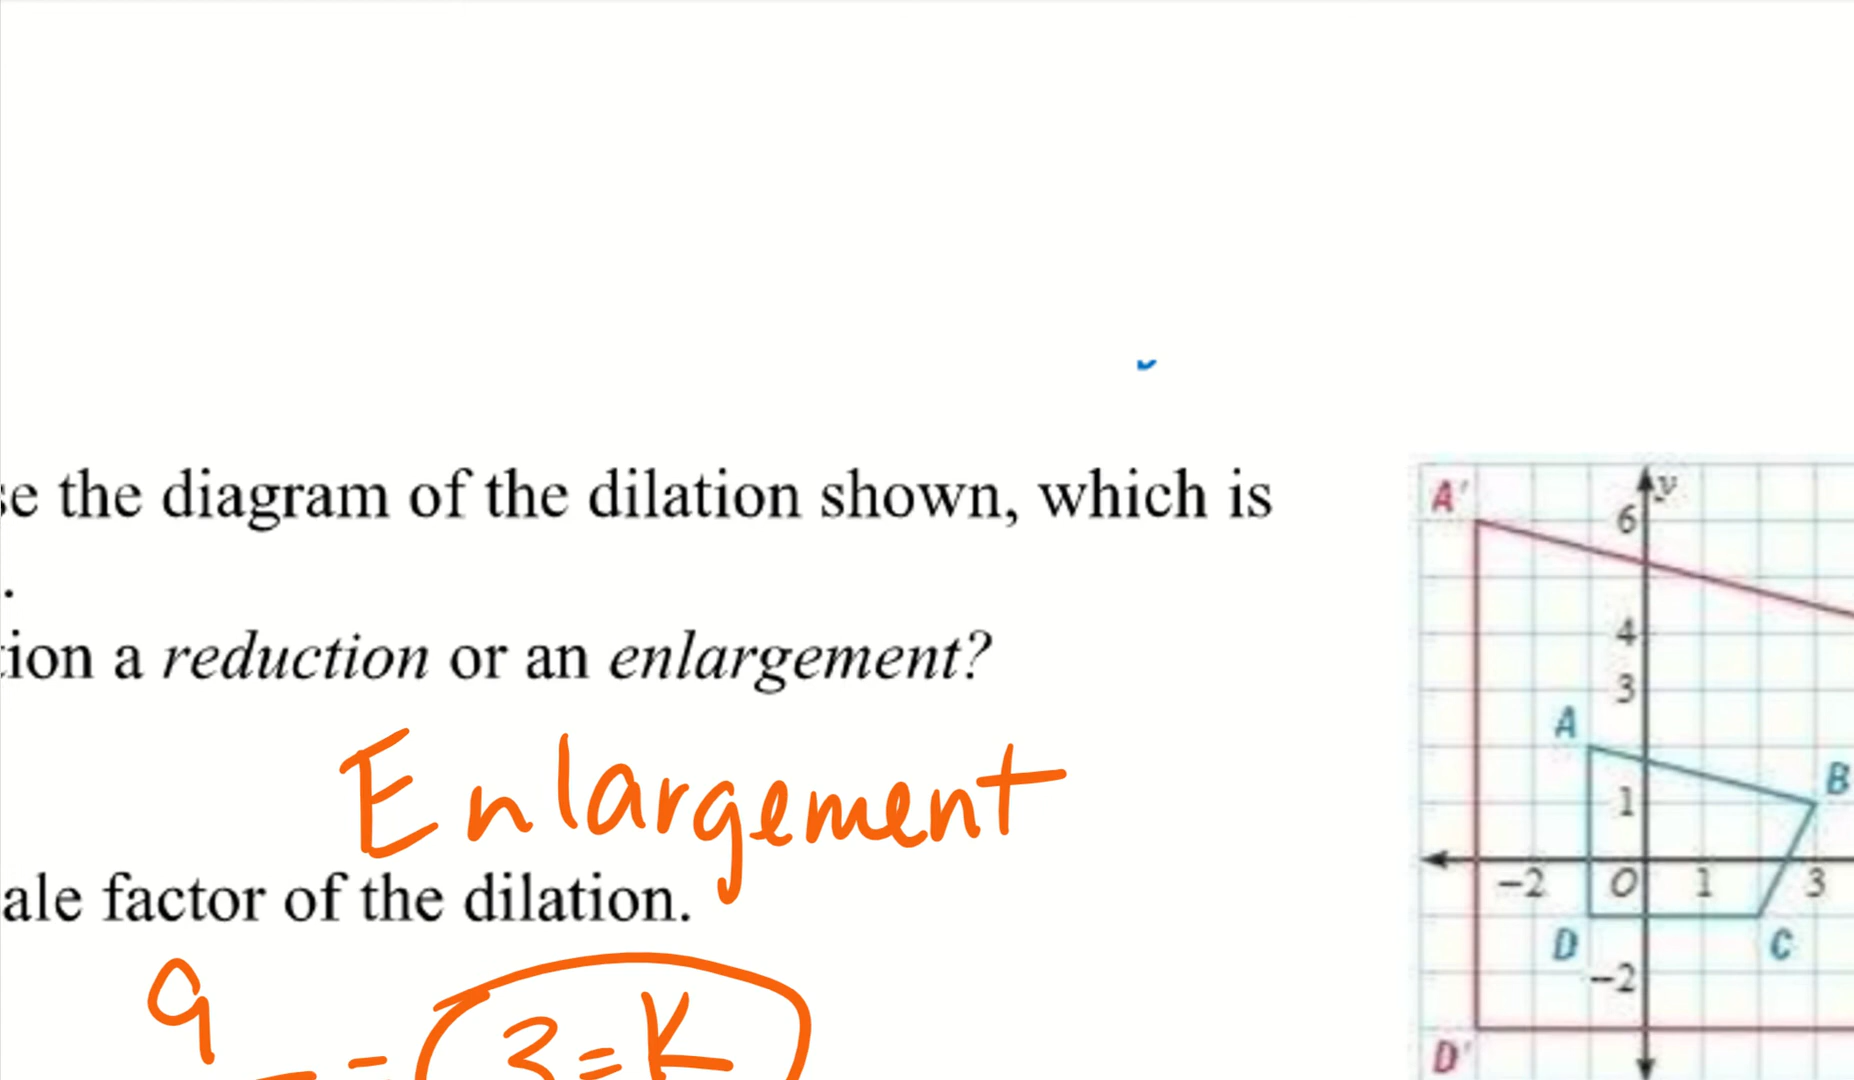 se the diagram of the dilation shown, which is
.
tion a reduction or an enlargement?
Enlargement
ale factor of the dilation.
9
— = 3 = K
A' y
6
4
3
A
B
1
-2 O 1 3
D C
-2
D'